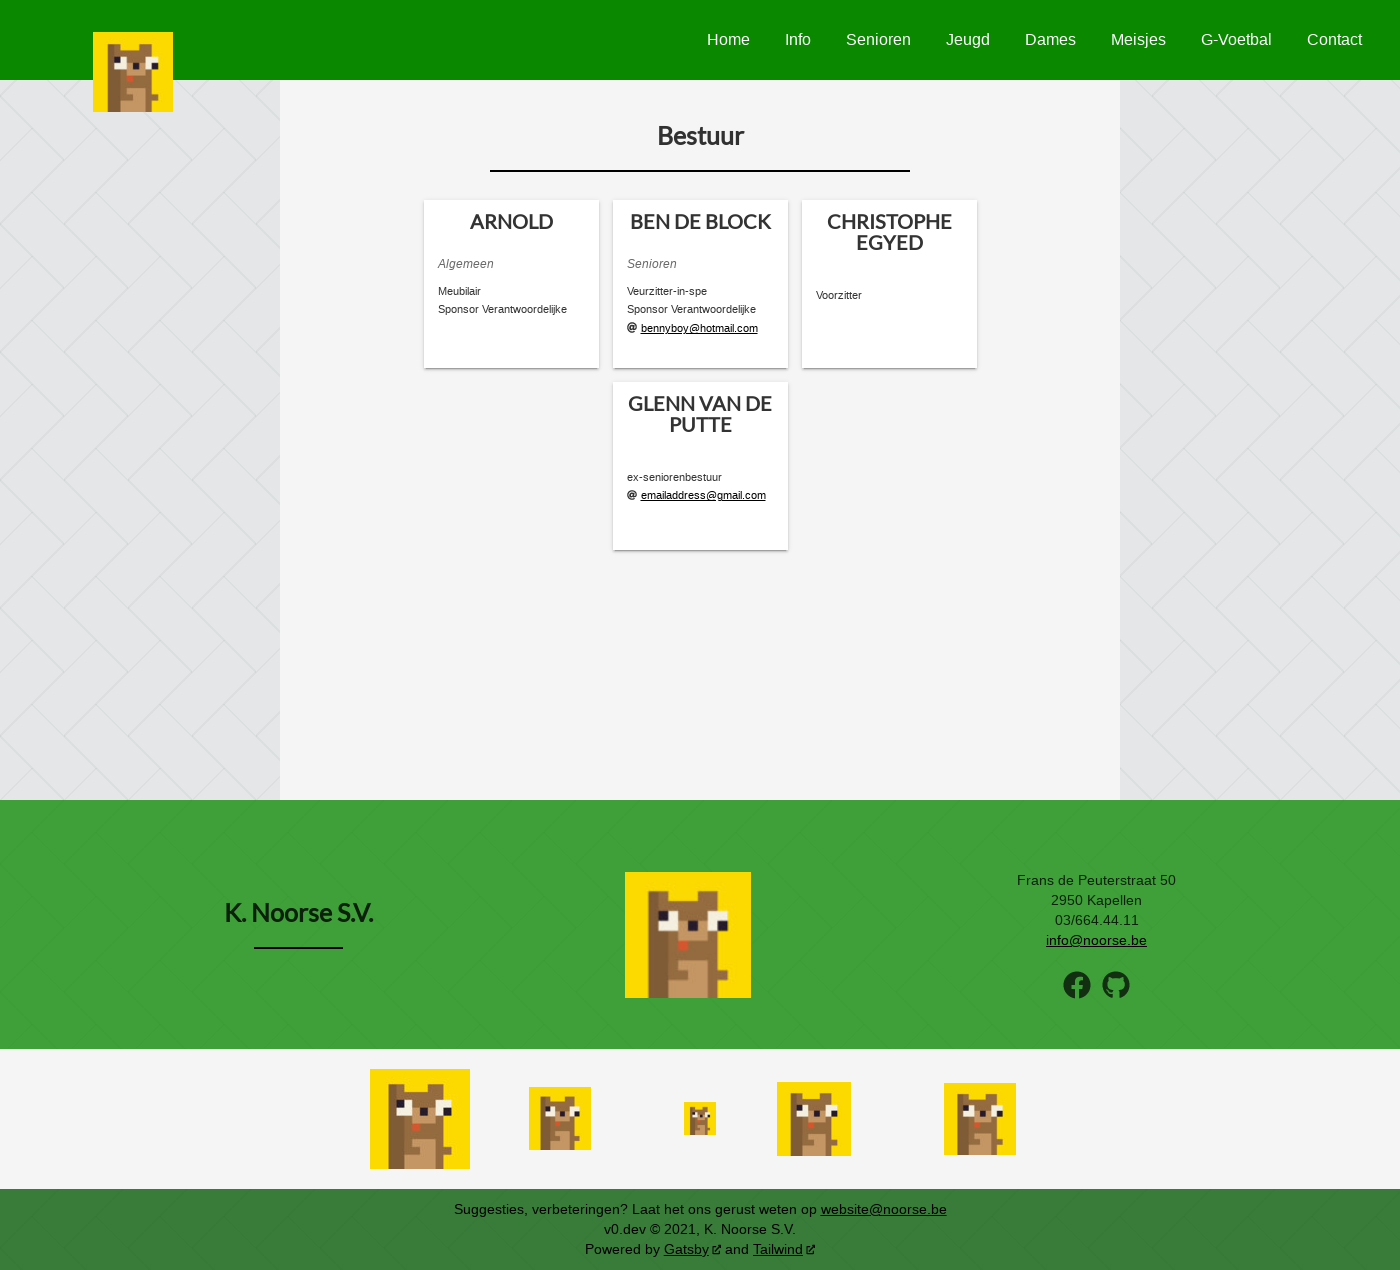 Home Info Senioren Jeugd Dames Meisjes G-Voetbal Contact
Bestuur
ARNOLD
Algemeen
Meubilair
Sponsor Verantwoordelijke
BEN DE BLOCK
Senioren
Veurzitter-in-spe
Sponsor Verantwoordelijke
@ bennyboy@hotmail.com
CHRISTOPHE
EGYED
Voorzitter
GLENN VAN DE
PUTTE
ex-seniorenbestuur
@ emailaddress@gmail.com
K. Noorse S.V.
Frans de Peuterstraat 50
2950 Kapellen
03/664.44.11
info@noorse.be
Suggesties, verbeteringen? Laat het ons gerust weten op website@noorse.be
v0.dev © 2021, K. Noorse S.V.
Powered by Gatsby and Tailwind